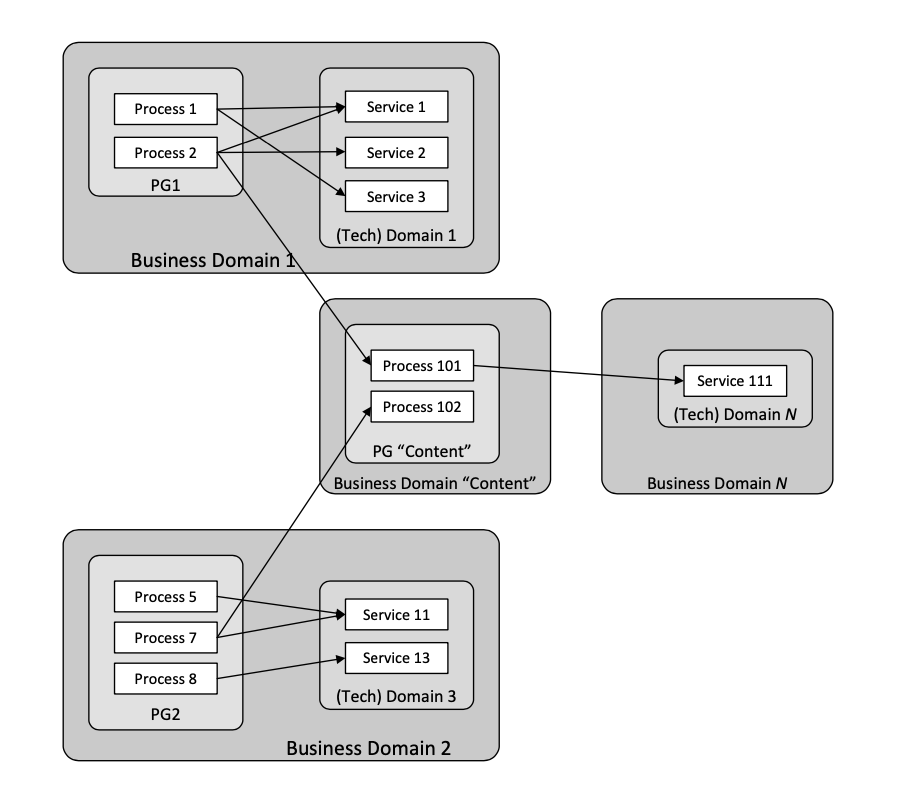 Process 1
Process 2
PG1
Service 1
Service 2
Service 3
(Tech) Domain 1
Business Domain 1
Process 101
Process 102
PG “Content”
Business Domain “Content”
Service 111
(Tech) Domain N
Business Domain N
Process 5
Process 7
Process 8
PG2
Service 11
Service 13
(Tech) Domain 3
Business Domain 2